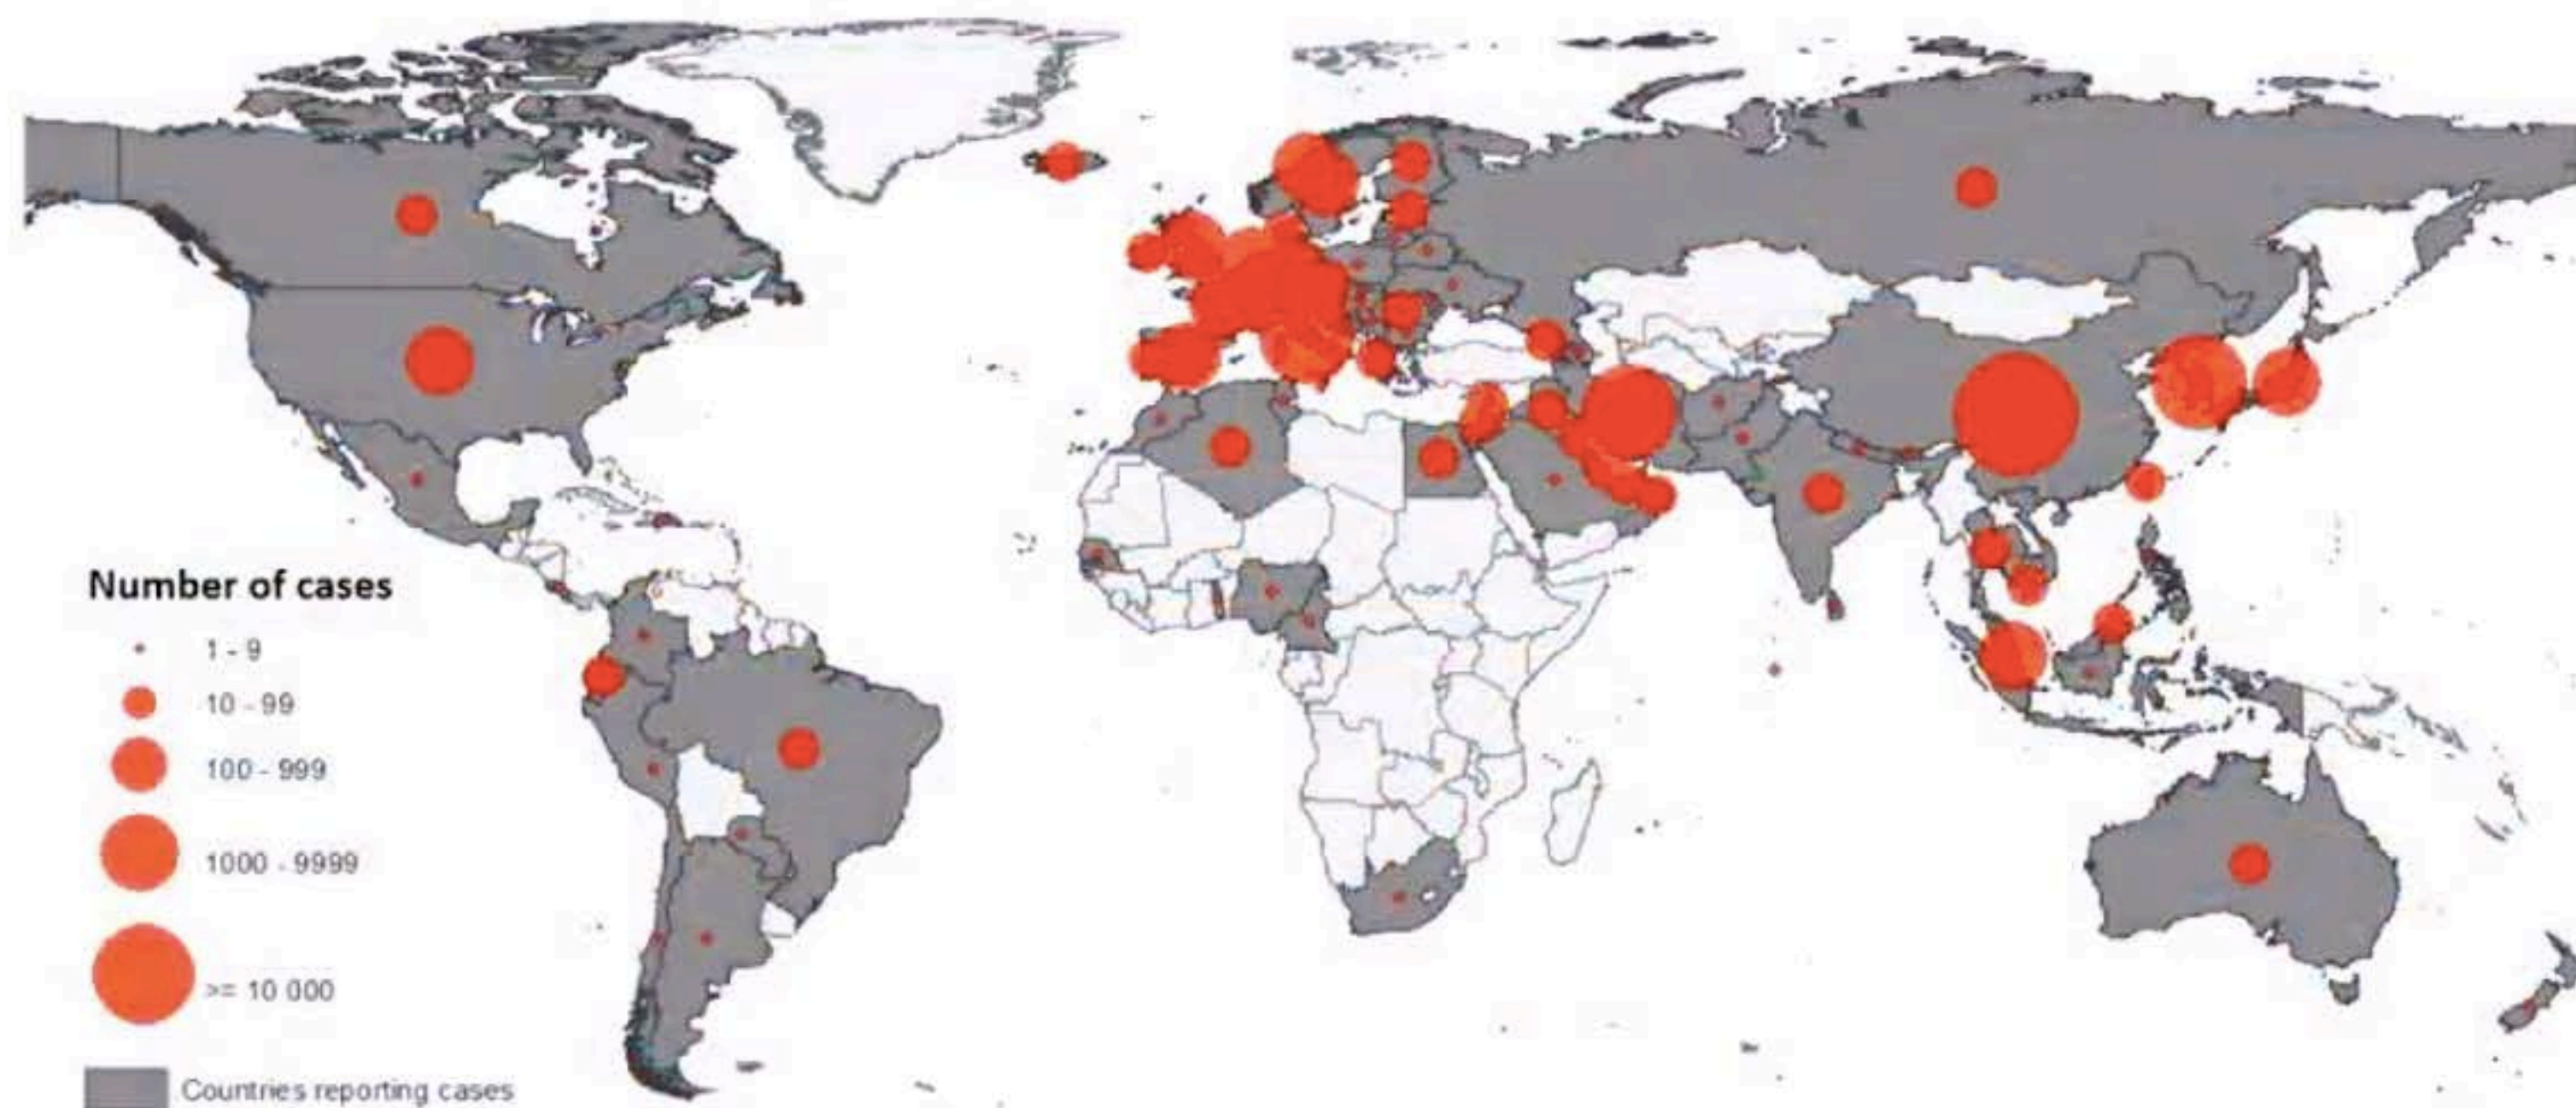 Number of cases
1 - 9
10 - 99
100 - 999
1000 - 9999
>= 10 000
Countries reporting cases